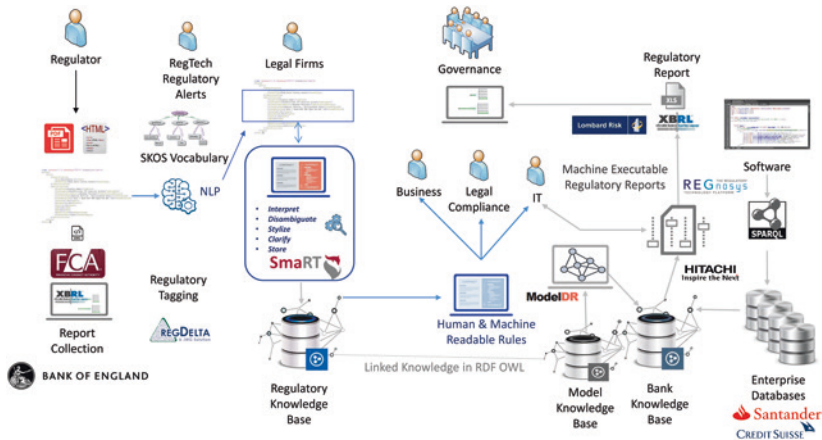 Regulator
RegTech
Regulatory
Alerts
Legal Firms
Governance
Regulatory
Report
PDF
<HTML>
SKOS Vocabulary
NLP
XLS
Lombard Risk
XBRL
Software
Business
Legal
Compliance
IT
Machine Executable
Regulatory Reports
REGnosys
SPARQL
• Interpret
• Disambiguate
• Stylize
• Clarify
• Store
SmaRT
FCA
XBRL
Report
Collection
Regulatory
Tagging
REGDELTA
BANK OF ENGLAND
HITACHI
Inspire the Next
ModelDR
Human & Machine
Readable Rules
Linked Knowledge in RDF OWL
Regulatory
Knowledge
Base
Model
Knowledge
Base
Bank
Knowledge
Base
Enterprise
Databases
Santander
CREDIT SUISSE